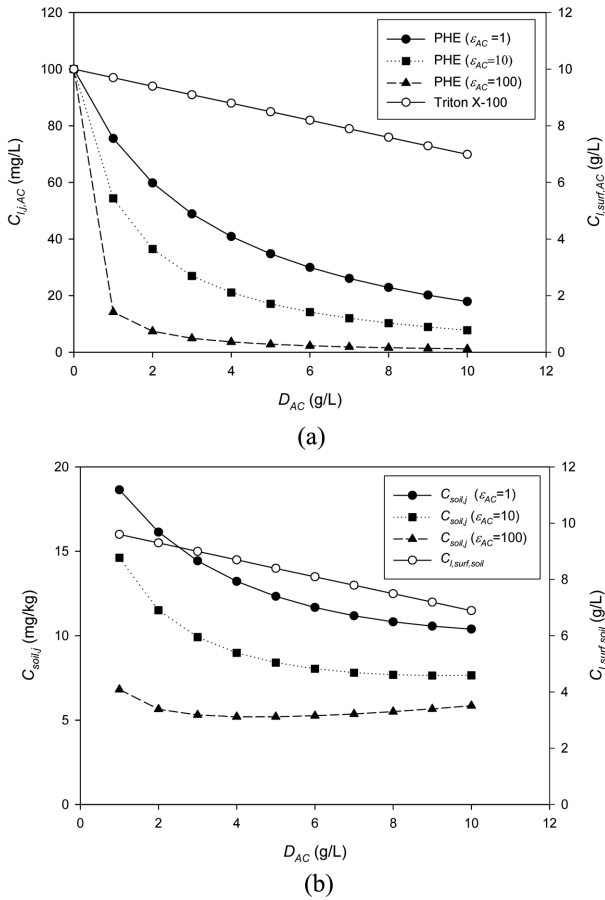 120
100
80
60
40
20
0
C_{l,j,AC} (mg/L)
PHE (ε_{AC} =1)
PHE (ε_{AC}=10)
PHE (ε_{AC}=100)
Triton X-100
12
10
8
6
4
2
0
C_{l,surf,AC} (g/L)
0 2 4 6 8 10 12
D_{AC} (g/L)
(a)
20
15
10
5
0
C_{soil,j} (mg/kg)
C_{soil,j} (ε_{AC}=1)
C_{soil,j} (ε_{AC}=10)
C_{soil,j} (ε_{AC}=100)
C_{l,surf,soil}
12
10
8
6
4
2
0
C_{l,surf,soil} (g/L)
0 2 4 6 8 10 12
D_{AC} (g/L)
(b)